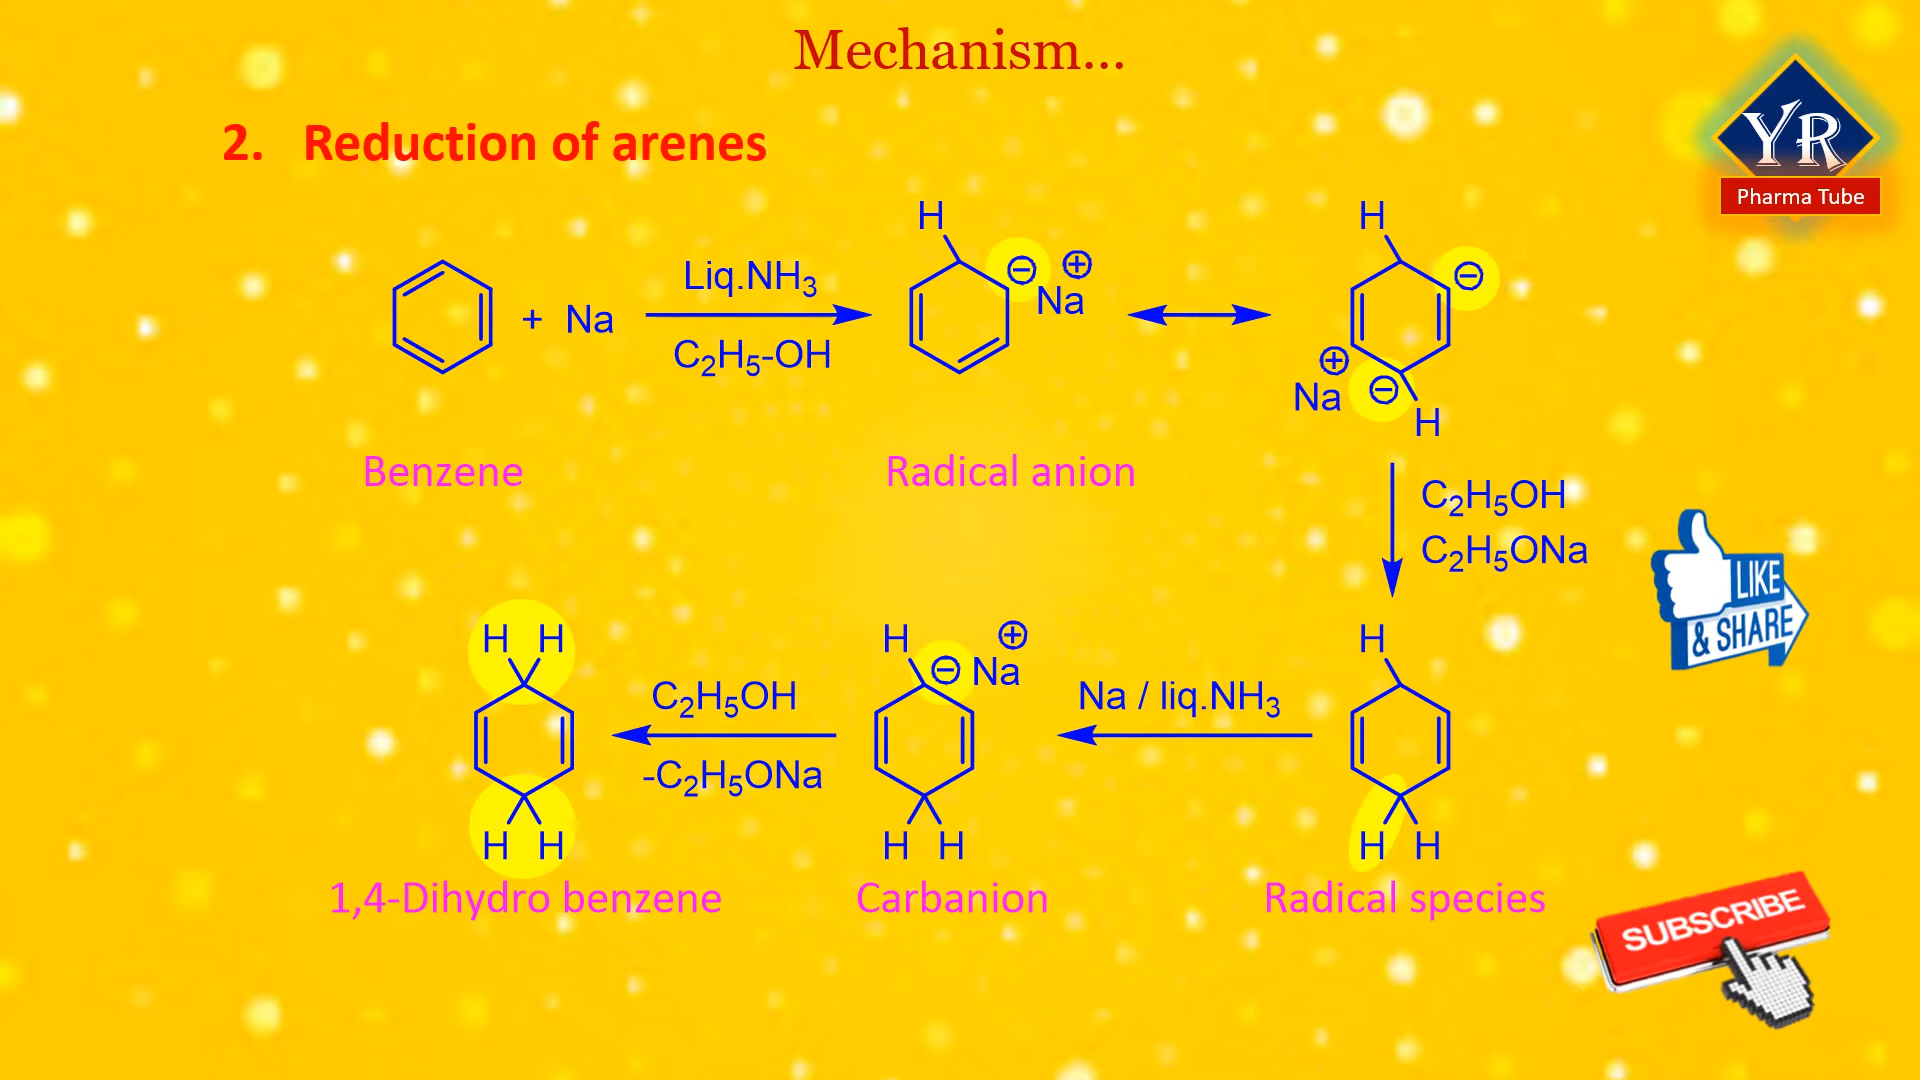 Mechanism...
YR
Pharma Tube
2. Reduction of arenes
H
H
Liq.NH3
⊖ ⊕
⊖
+ Na
Na
C2H5-OH
⊕
Na ⊖
H
Benzene
Radical anion
C2H5OH
C2H5ONa
LIKE
& SHARE
H H
H ⊕
H
C2H5OH
⊖ Na
Na / liq.NH3
-C2H5ONa
H H
H H
H H
1,4-Dihydro benzene
Carbanion
Radical species
SUBSCRIBE